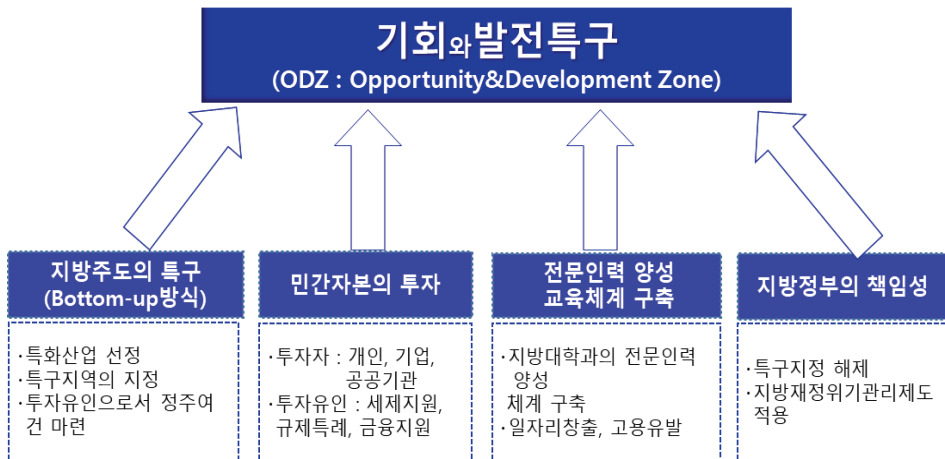 기회와발전특구
(ODZ : Opportunity&Development Zone)
지방주도의 특구
(Bottom-up방식)
·특화산업 선정
·특구지역의 지정
·투자유인으로서 정주여
건 마련
민간자본의 투자
·투자자 : 개인, 기업,
공공기관
·투자유인 : 세제지원,
규제특례, 금융지원
전문인력 양성
교육체계 구축
·지방대학과의 전문인력
양성
체계 구축
·일자리창출, 고용유발
지방정부의 책임성
·특구지정 해제
·지방재정위기관리제도
적용